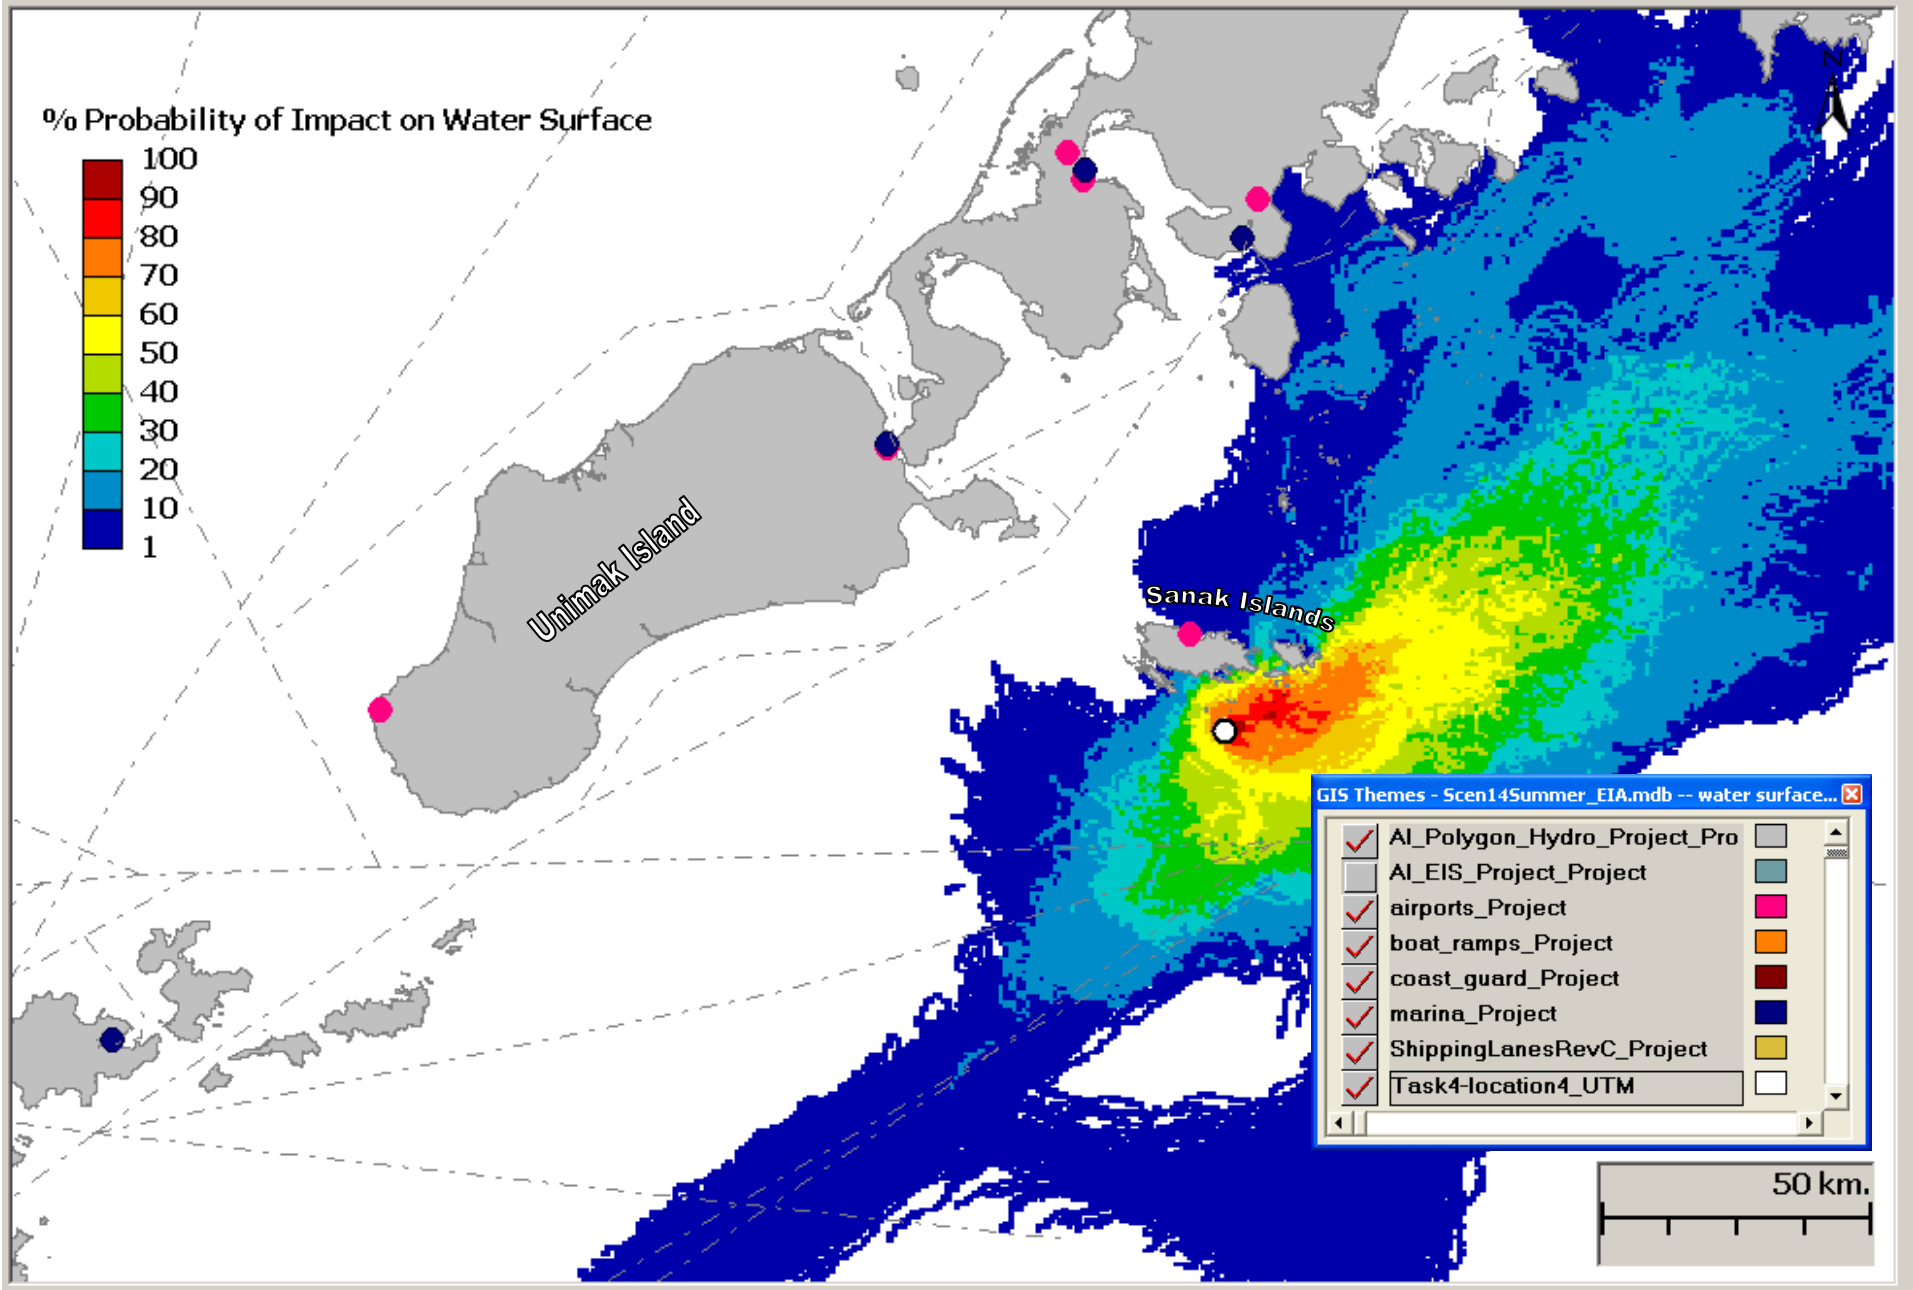 % Probability of Impact on Water Surface
100
90
80
70
60
50
40
30
20
10
1
N
Unimak Island
Sanak Islands
GIS Themes - Scen14Summer_EIA.mdb -- water surface...
AI_Polygon_Hydro_Project_Pro
AI_EIS_Project_Project
airports_Project
boat_ramps_Project
coast_guard_Project
marina_Project
ShippingLanesRevC_Project
Task4-location4_UTM
50 km.